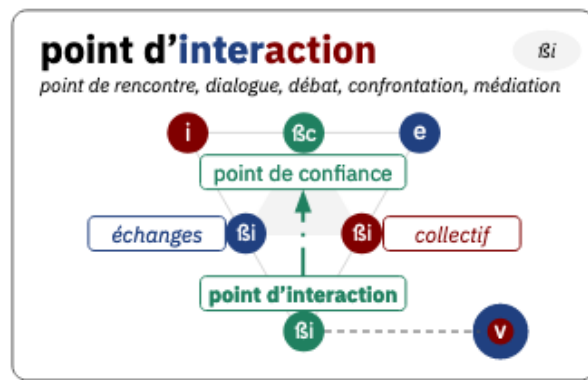 point d'interaction
ßi
point de rencontre, dialogue, débat, confrontation, médiation
i
ßc
e
point de confiance
échanges
ßi
ßi
collectif
point d'interaction
ßi
v